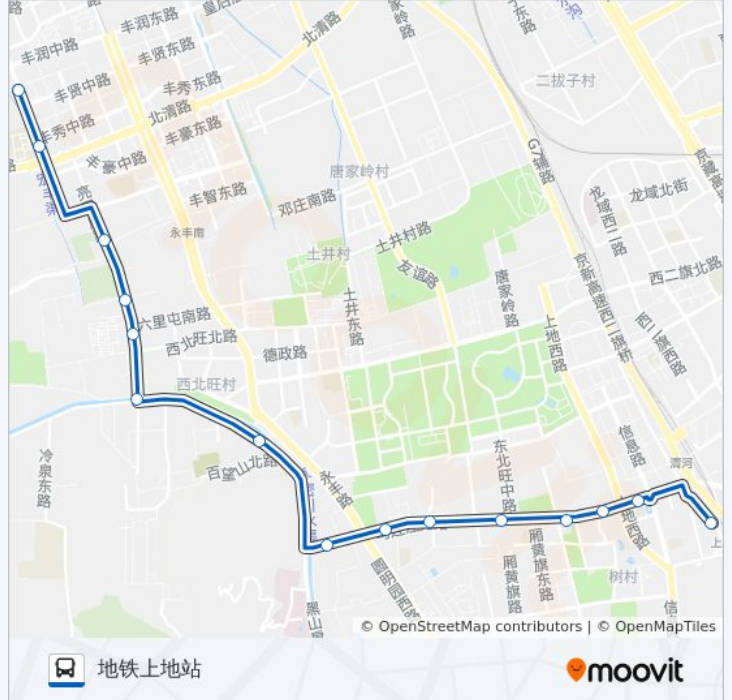 丰润东路
北清路
丰润中路
丰贤东路
丰贤中路
丰秀东路
二拨子村
北清路
丰秀中路
丰豪东路
G7辅路
丰豪中路
唐家岭村
丰智东路
邓庄南路
龙域北街
龙域西二路
永丰南
土井村路
土井村
友谊路
京新高速西二旗桥
西二旗北路
唐家岭路
土井东路
六里屯南路
上地西路
西二旗西路
西北旺北路
德政路
西北旺村
信息路
东北旺中路
冷泉东路
百望山北路
永丰路
清河
地西路
上
厢黄旗东路
厢黄旗路
圆明园西路
树村
黑山
信
© OpenStreetMap contributors | © OpenMapTiles
地铁上地站
moovit